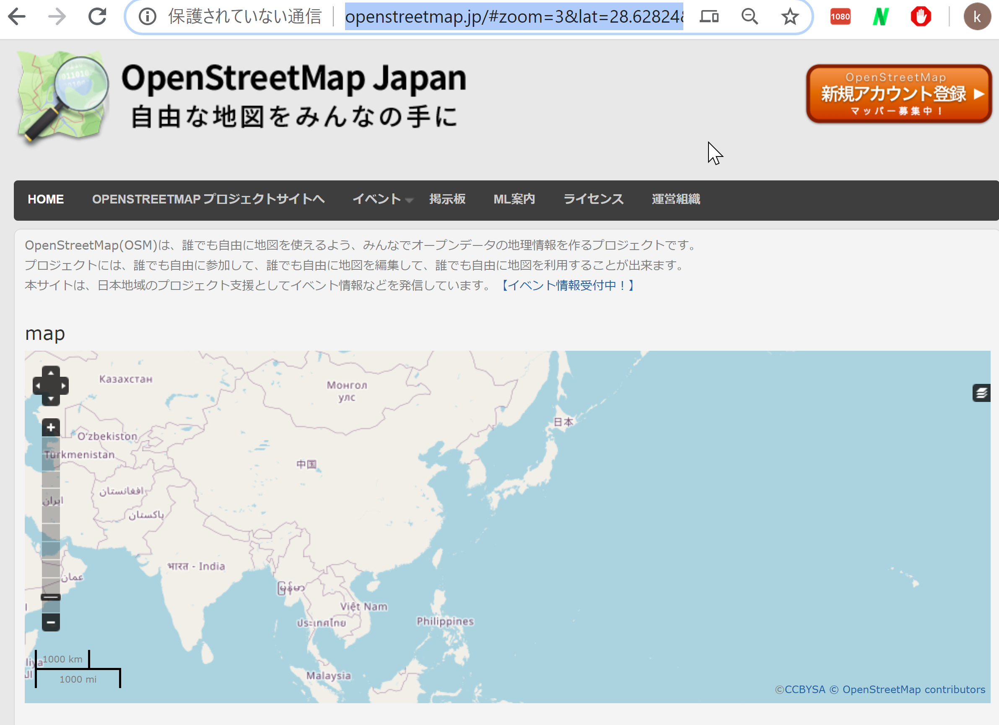 保護されていない通信
openstreetmap.jp/#zoom=3&lat=28.62824&
1080
k
OpenStreetMap Japan
自由な地図をみんなの手に
OpenStreetMap
新規アカウント登録
マッパー募集中！
HOME OPENSTREETMAP プロジェクトサイトへ イベント 掲示板 ML案内 ライセンス 運営組織
OpenStreetMap(OSM)は、誰でも自由に地図を使えるよう、みんなでオープンデータの地理情報を作るプロジェクトです。
プロジェクトには、誰でも自由に参加して、誰でも自由に地図を編集して、誰でも自由に地図を利用することが出来ます。
本サイトは、日本地域のプロジェクト支援としてイベント情報などを発信しています。【イベント情報受付中！】
map
Казахстан
Монгол
улс
日本
Oʻzbekiston
Türkmenistan
中国
افغانستان
ایران
پاکستان
भारत - India
عمان
မြန်မာ
Việt Nam
ประเทศไทย
Philippines
Malaysia
liya
ال
1000 km
1000 mi
©CCBYSA © OpenStreetMap contributors